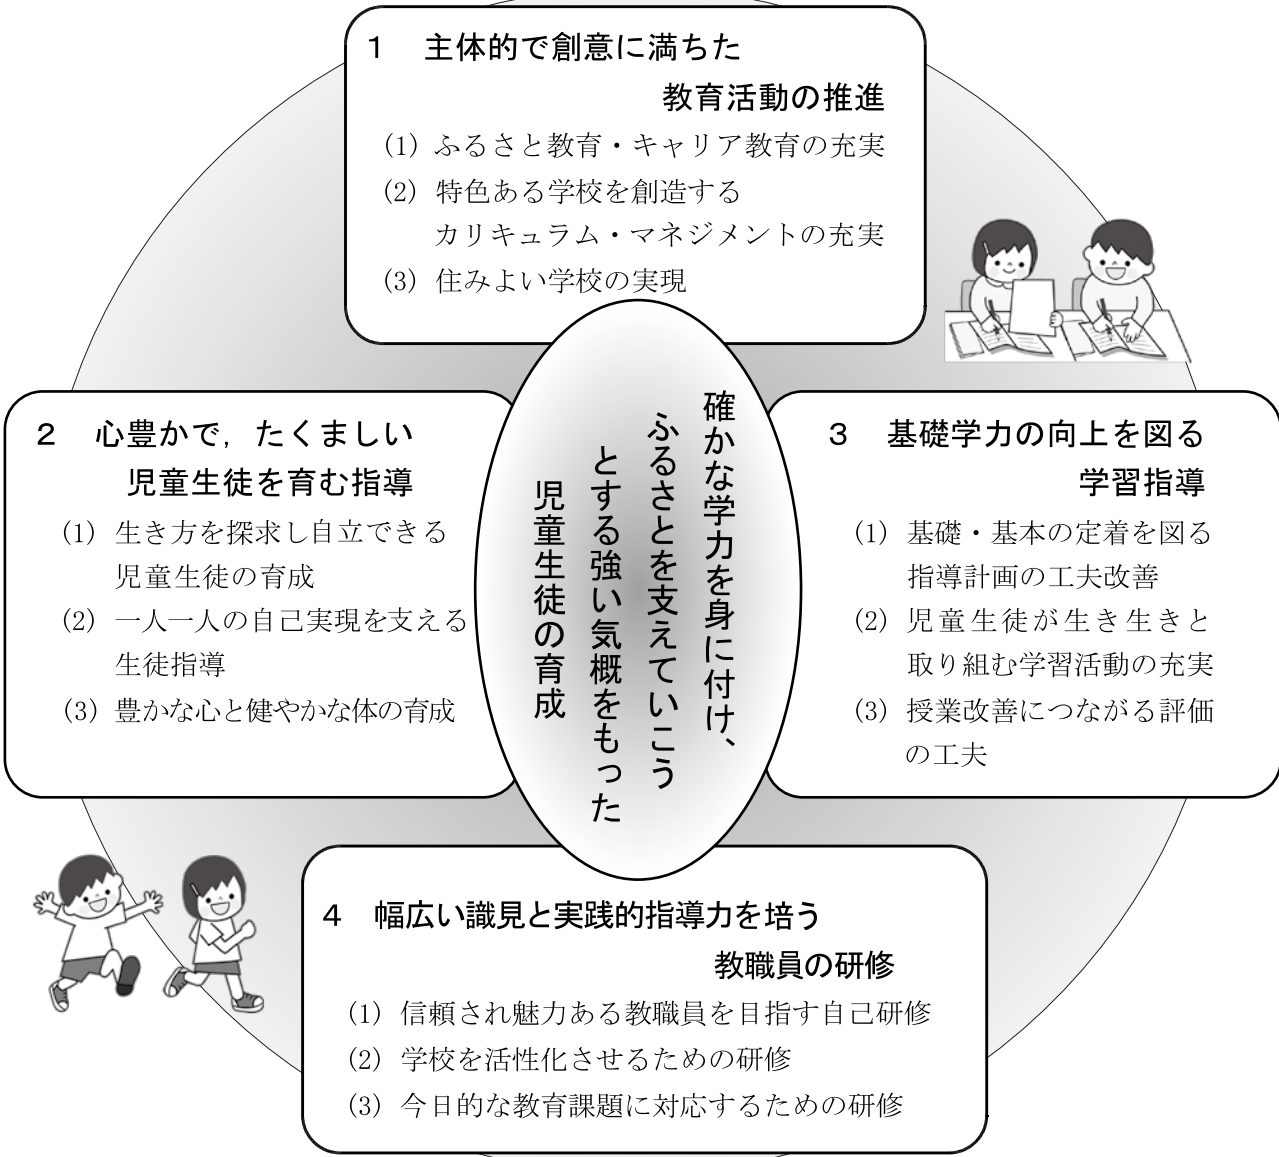 1 主体的で創意に満ちた
教育活動の推進
(1) ふるさと教育・キャリア教育の充実
(2) 特色ある学校を創造する
カリキュラム・マネジメントの充実
(3) 住みよい学校の実現
2 心豊かで，たくましい
児童生徒を育む指導
(1) 生き方を探求し自立できる
児童生徒の育成
(2) 一人一人の自己実現を支える
生徒指導
(3) 豊かな心と健やかな体の育成
確かな学力を身に付け、
ふるさとを支えていこう
とする強い気概をもった
児童生徒の育成
3 基礎学力の向上を図る
学習指導
(1) 基礎・基本の定着を図る
指導計画の工夫改善
(2) 児童生徒が生き生きと
取り組む学習活動の充実
(3) 授業改善につながる評価
の工夫
4 幅広い識見と実践的指導力を培う
教職員の研修
(1) 信頼され魅力ある教職員を目指す自己研修
(2) 学校を活性化させるための研修
(3) 今日的な教育課題に対応するための研修